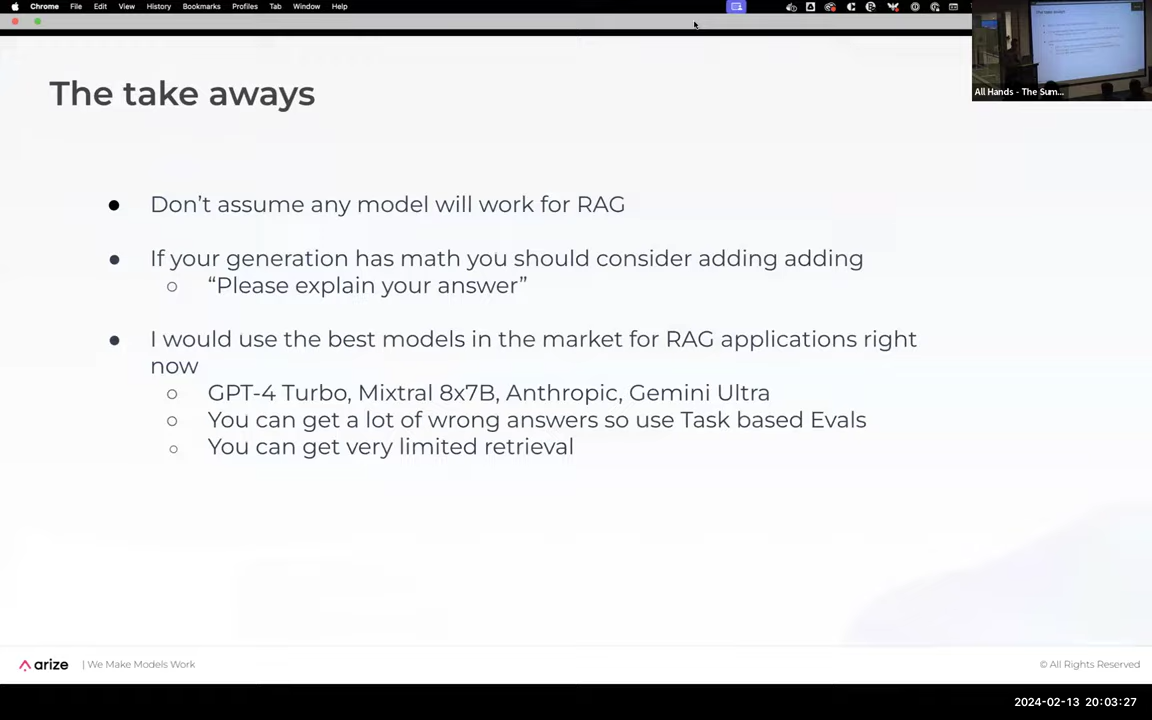 Chrome File Edit View History Bookmarks Profiles Tab Window Help
All Hands - The Sum...
The take aways
● Don’t assume any model will work for RAG
● If your generation has math you should consider adding adding
○ “Please explain your answer”
● I would use the best models in the market for RAG applications right
now
○ GPT-4 Turbo, Mixtral 8x7B, Anthropic, Gemini Ultra
○ You can get a lot of wrong answers so use Task based Evals
○ You can get very limited retrieval
arize | We Make Models Work
© All Rights Reserved
2024-02-13 20:03:27